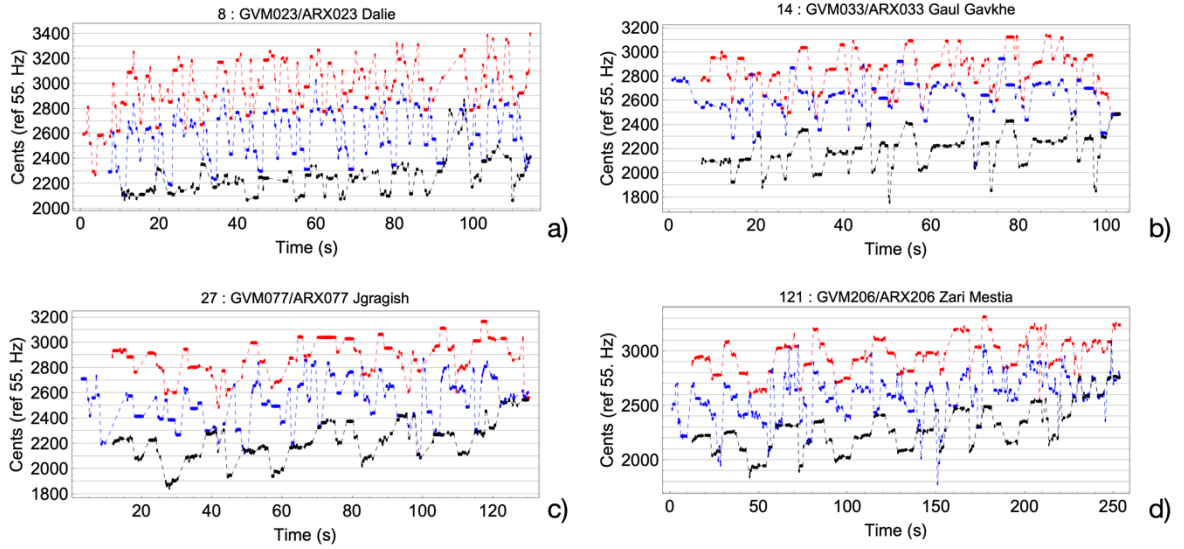 8 : GVM023/ARX023 Dalie
Cents (ref 55. Hz)
3400
3200
3000
2800
2600
2400
2200
2000
0 20 40 60 80 100
Time (s)
a)
14 : GVM033/ARX033 Gaul Gavkhe
Cents (ref 55. Hz)
3200
3000
2800
2600
2400
2200
2000
1800
0 20 40 60 80 100
Time (s)
b)
27 : GVM077/ARX077 Jgragish
Cents (ref 55. Hz)
3200
3000
2800
2600
2400
2200
2000
1800
0 20 40 60 80 100 120
Time (s)
c)
121 : GVM206/ARX206 Zari Mestia
Cents (ref 55. Hz)
3000
2500
2000
0 50 100 150 200 250
Time (s)
d)